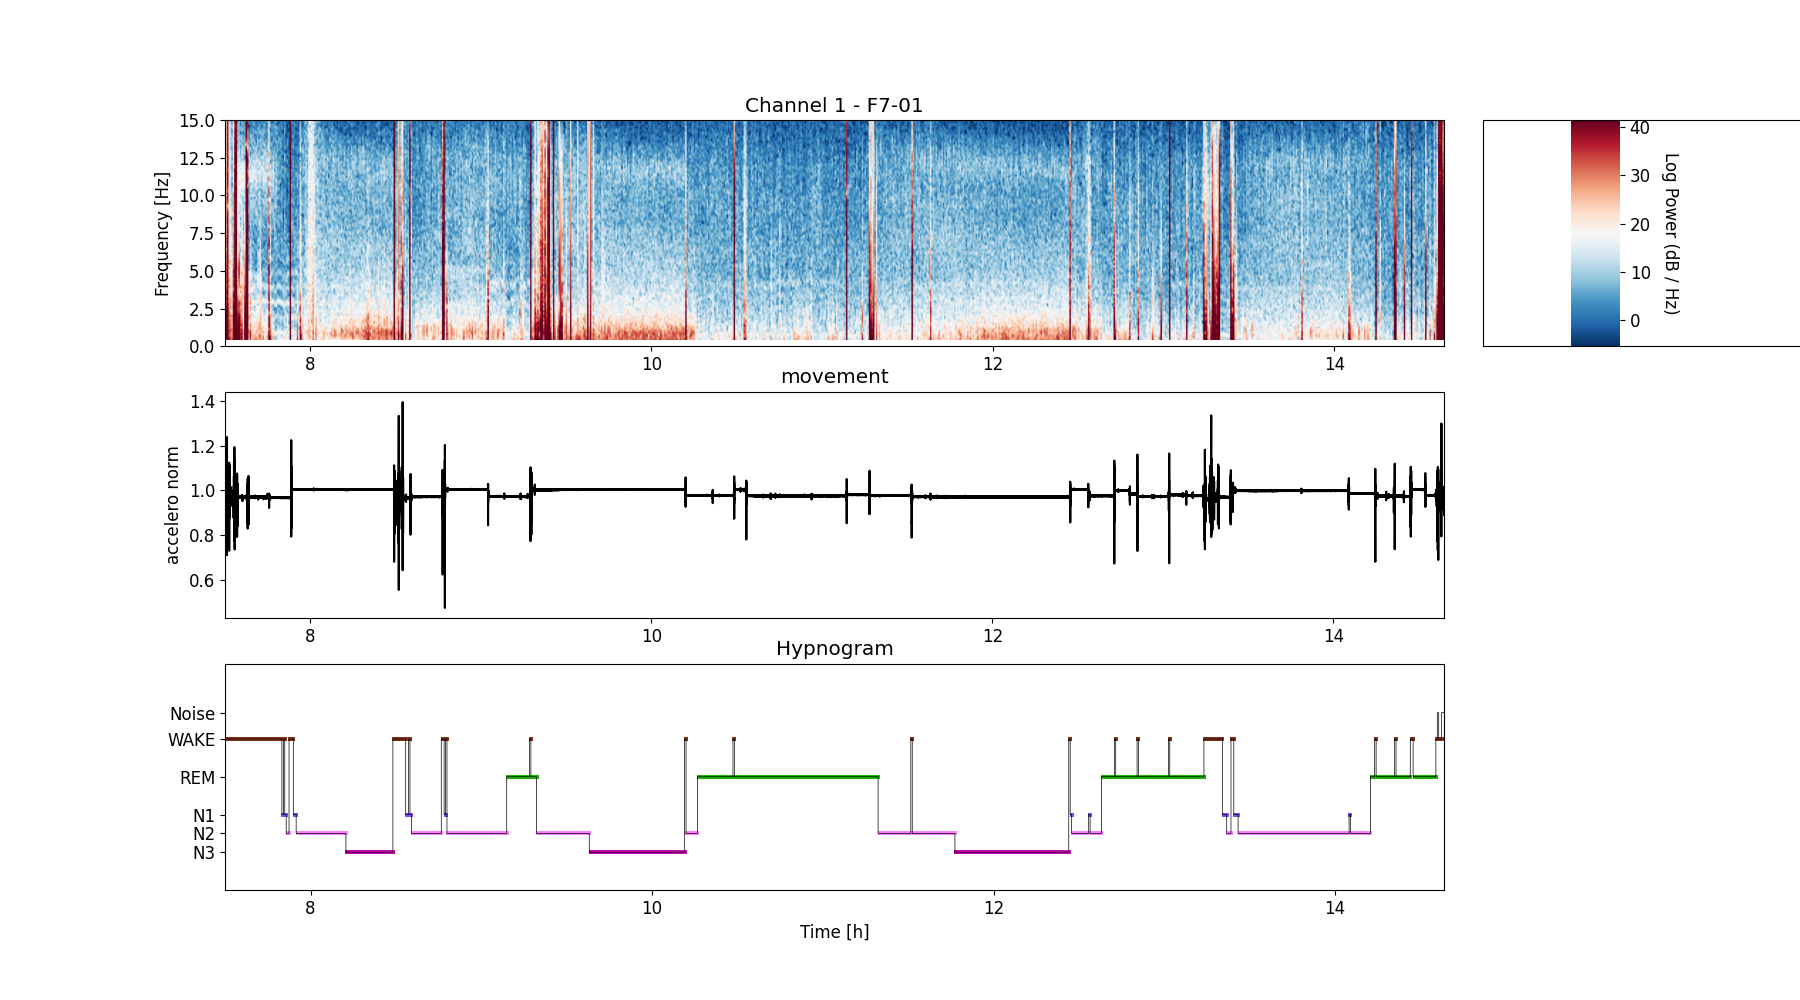 Channel 1 - F7-01
15.0
12.5
10.0
7.5
5.0
2.5
0.0
Frequency [Hz]
8 10 12 14
40
30
20
10
0
Log Power (dB / Hz)
movement
1.4
1.2
1.0
0.8
0.6
accelero norm
8 10 12 14
Hypnogram
Noise
WAKE
REM
N1
N2
N3
8 10 12 14
Time [h]